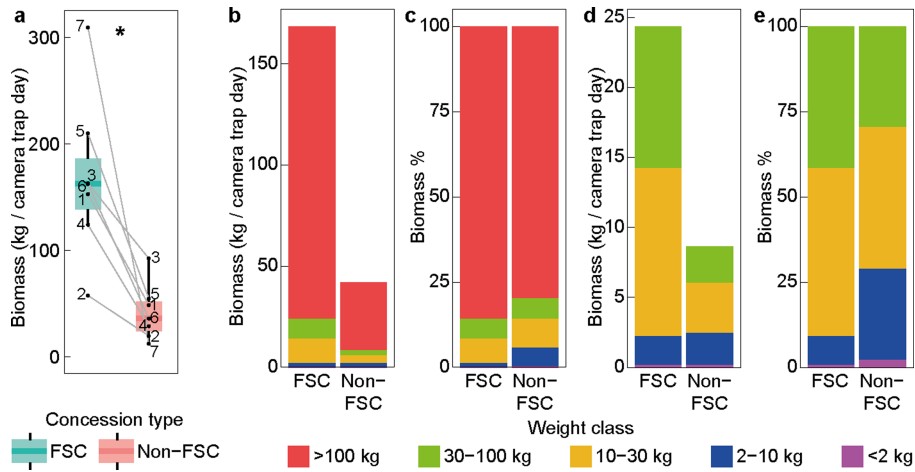 a
Biomass (kg / camera trap day)
300
200
100
0
*
7
5
3
6
1
4
2
3
5
1
6
4
2
7
b
Biomass (kg / camera trap day)
150
100
50
0
FSC Non–
FSC
c
Biomass %
100
75
50
25
0
FSC Non–
FSC
d
Biomass (kg / camera trap day)
25
20
15
10
5
0
FSC Non–
FSC
e
Biomass %
100
75
50
25
0
FSC Non–
FSC
Concession type
FSC Non–FSC
Weight class
>100 kg 30–100 kg 10–30 kg 2–10 kg <2 kg